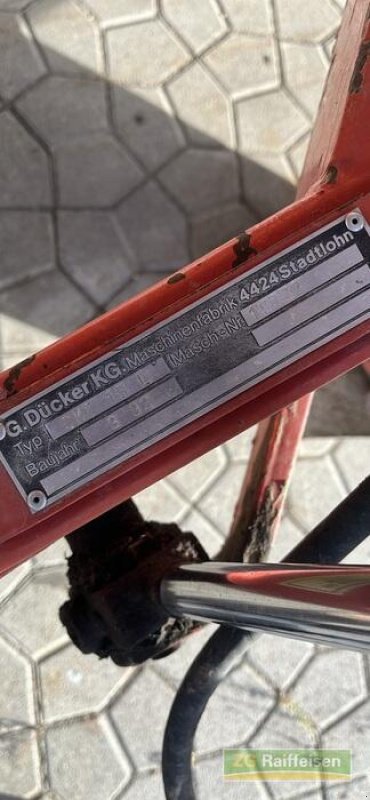 G. Dücker KG. Maschinenfabrik 4424 Stadtlohn
Typ
Masch.-Nr.
Baujahr
ZG Raiffeisen